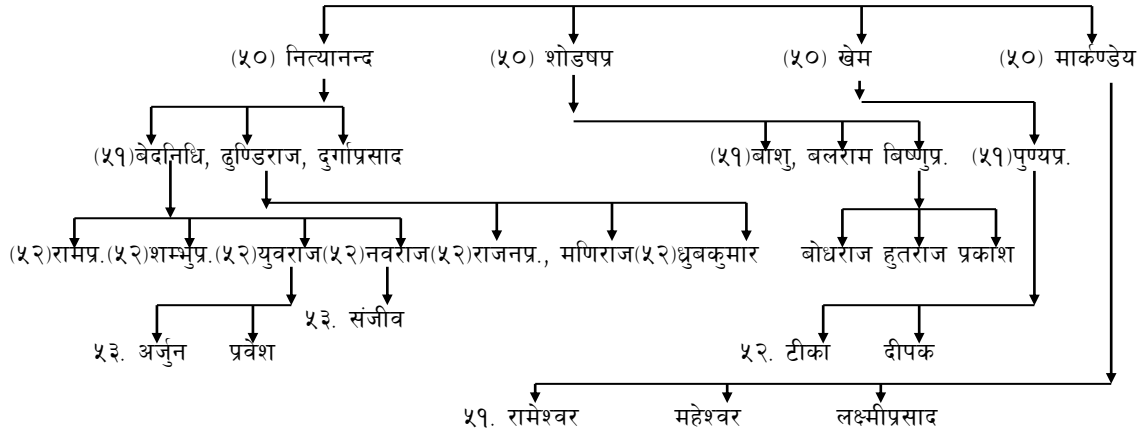 (५०) नित्यानन्द (५०) शोडषप्र (५०) खेम (५०) मार्कण्डेय
(५१)बेदनिधि, ढुण्डिराज, दुर्गाप्रसाद (५१)बाशु, बलराम बिष्णुप्र. (५१)पुण्यप्र.
(५२)रामप्र.(५२)शम्भुप्र.(५२)युवराज(५२)नवराज(५२)राजनप्र., मणिराज(५२)ध्रुबकुमार बोधराज हुतराज प्रकाश
५३. संजीव
५३. अर्जुन प्रवेश ५२. टीका दीपक
५१. रामेश्वर महेश्वर लक्ष्मीप्रसाद